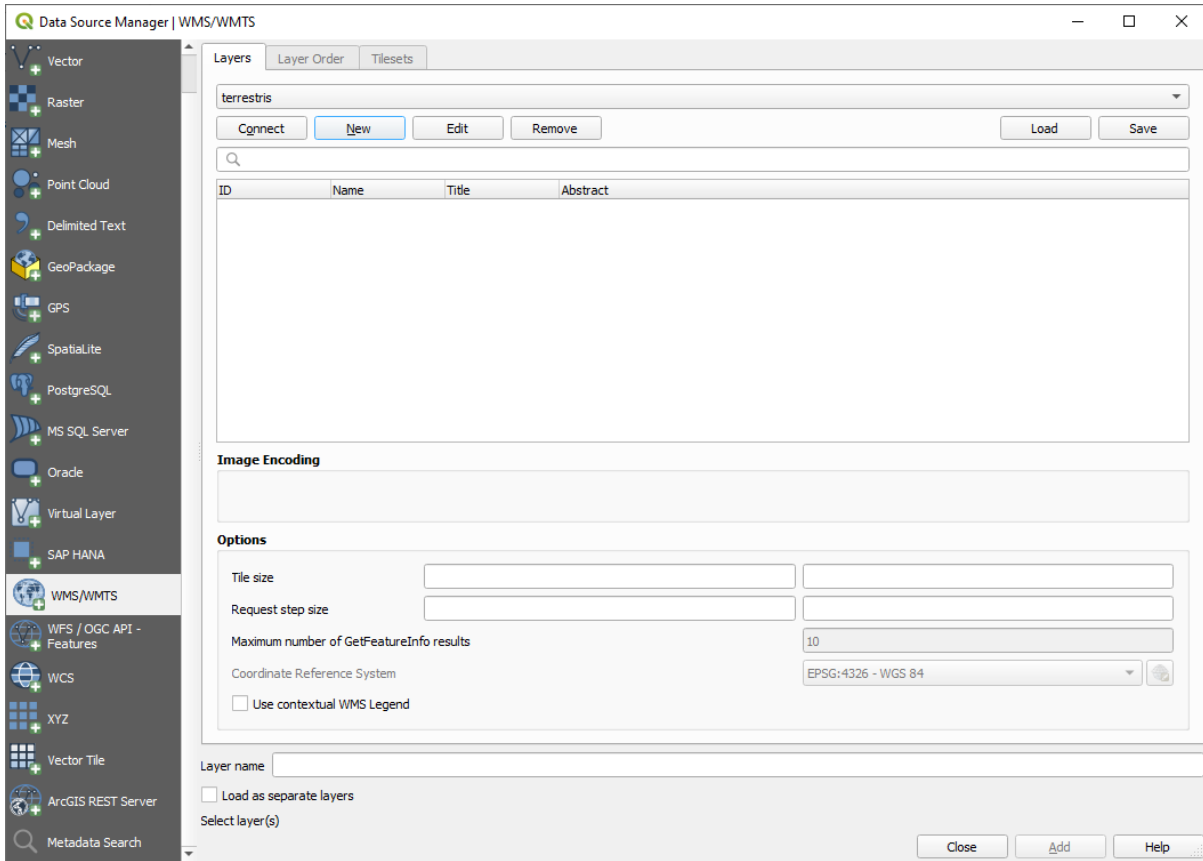 Data Source Manager | WMS/WMTS
Vector
Raster
Mesh
Point Cloud
Delimited Text
GeoPackage
GPS
SpatiaLite
PostgreSQL
MS SQL Server
Oracle
Virtual Layer
SAP HANA
WMS/WMTS
WFS / OGC API -
Features
WCS
XYZ
Vector Tile
ArcGIS REST Server
Metadata Search
Layers Layer Order Tilesets
terrestris
Connect New Edit Remove Load Save
ID Name Title Abstract
Image Encoding
Options
Tile size
Request step size
Maximum number of GetFeatureInfo results 10
Coordinate Reference System EPSG:4326 - WGS 84
Use contextual WMS Legend
Layer name
Load as separate layers
Select layer(s)
Close Add Help